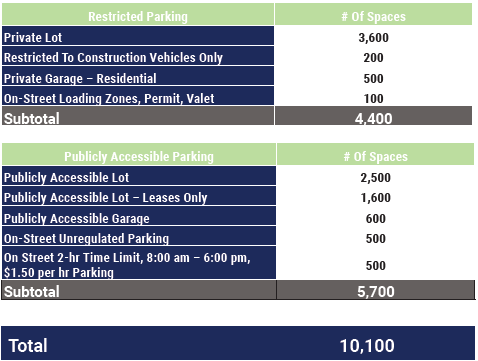 Restricted Parking # Of Spaces
Private Lot 3,600
Restricted To Construction Vehicles Only 200
Private Garage – Residential 500
On-Street Loading Zones, Permit, Valet 100
Subtotal 4,400
Publicly Accessible Parking # Of Spaces
Publicly Accessible Lot 2,500
Publicly Accessible Lot – Leases Only 1,600
Publicly Accessible Garage 600
On-Street Unregulated Parking 500
On Street 2-hr Time Limit, 8:00 am – 6:00 pm,
$1.50 per hr Parking 500
Subtotal 5,700
Total 10,100